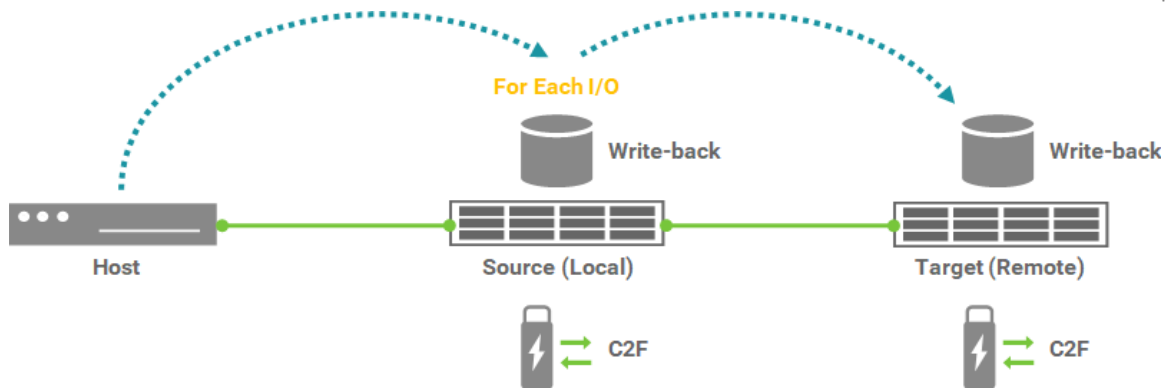 For Each I/O
Write-back
Write-back
Host
Source (Local)
Target (Remote)
C2F
C2F